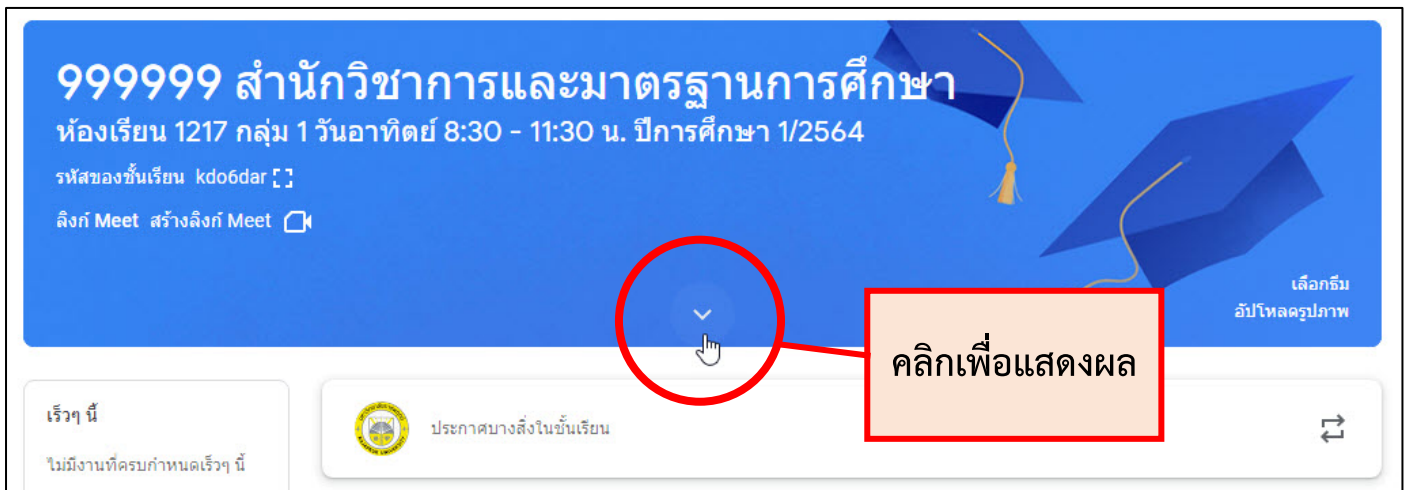 999999 สำนักวิชาการและมาตรฐานการศึกษา
ห้องเรียน 1217 กลุ่ม 1 วันอาทิตย์ 8:30 - 11:30 น. ปีการศึกษา 1/2564
รหัสของชั้นเรียน kdo6dar
ลิงก์ Meet สร้างลิงก์ Meet
เลือกธีม
อัปโหลดรูปภาพ
คลิกเพื่อแสดงผล
เร็วๆ นี้
ไม่มีงานที่ครบกำหนดเร็วๆ นี้
ประกาศบางสิ่งในชั้นเรียน